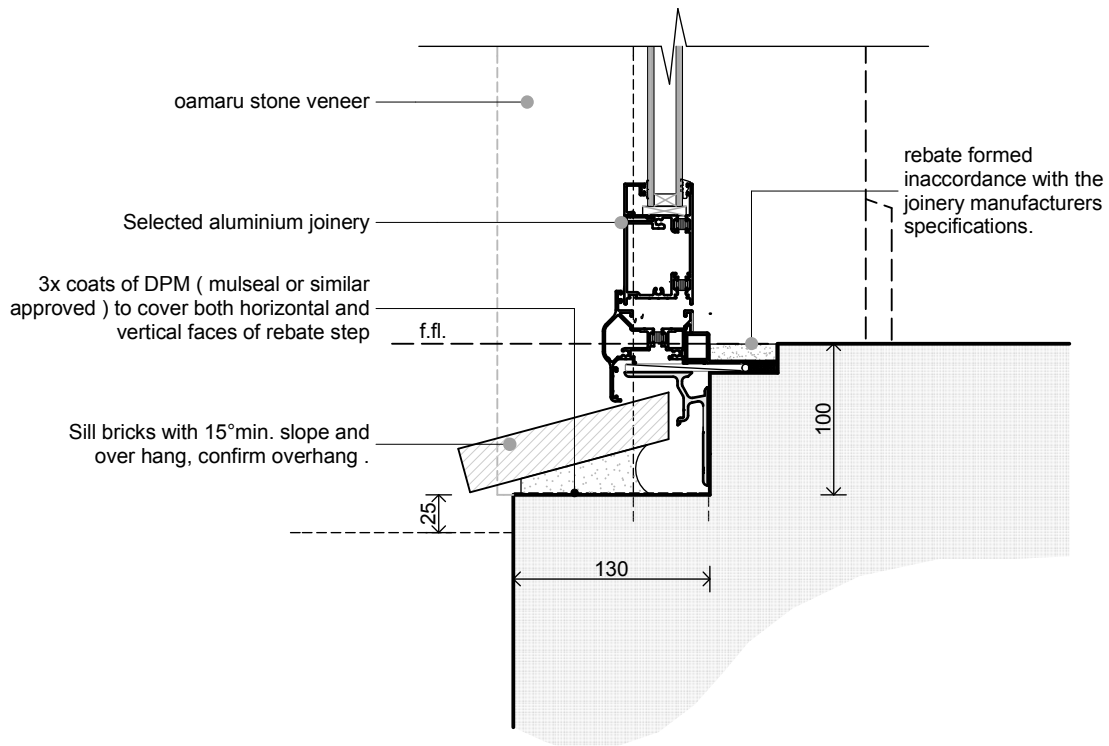 oamaru stone veneer
Selected aluminium joinery
3x coats of DPM ( mulseal or similar
approved ) to cover both horizontal and
vertical faces of rebate step
f.fl.
Sill bricks with 15°min. slope and
over hang, confirm overhang .
25
130
100
rebate formed
inaccordance with the
joinery manufacturers
specifications.